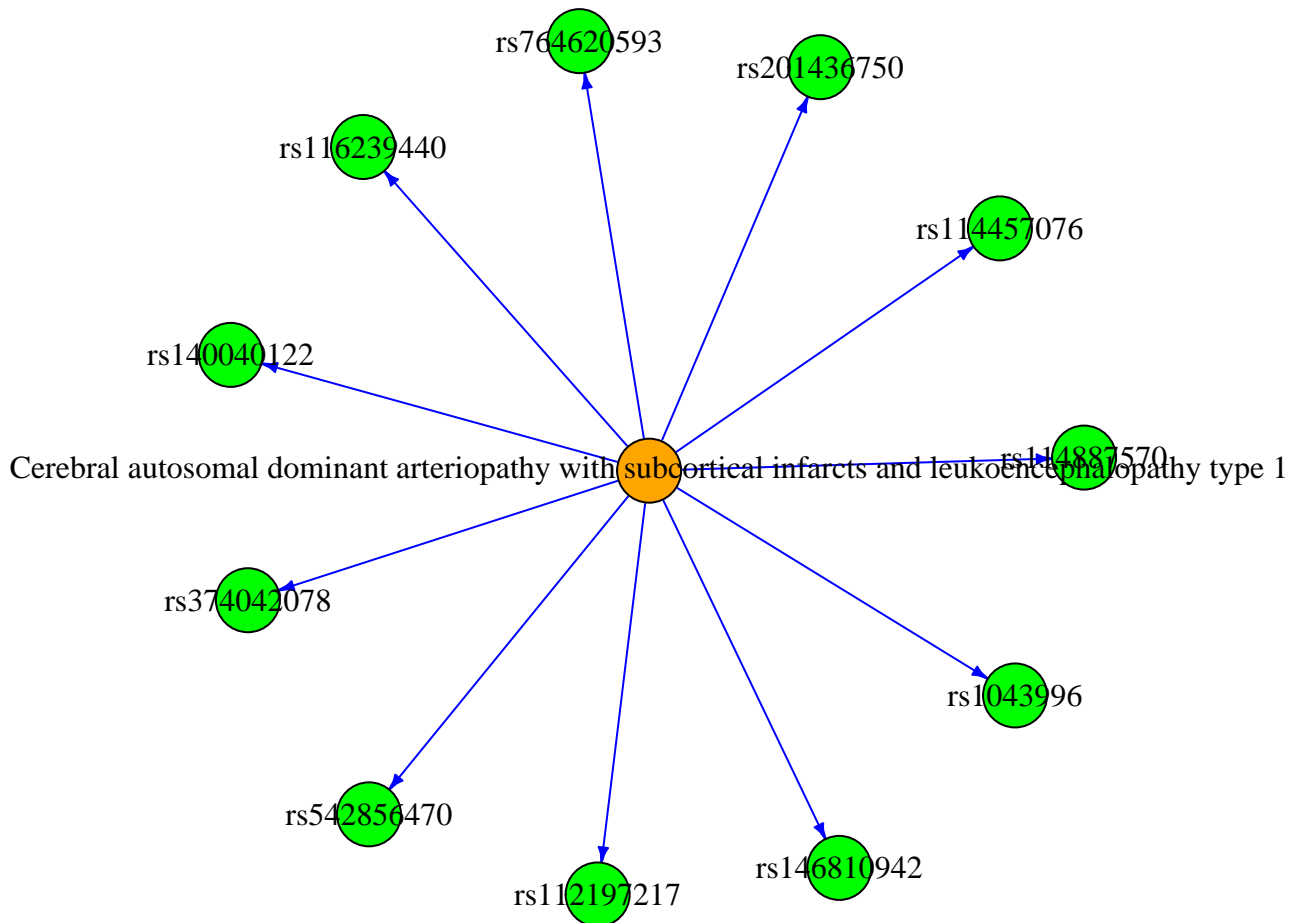 rs764620593
rs201436750
rs116239440
rs114457076
rs140040122
rs114887570
Cerebral autosomal dominant arteriopathy with subcortical infarcts and leukoencephalopathy type 1
rs374042078
rs1043996
rs542856470
rs146810942
rs112197217